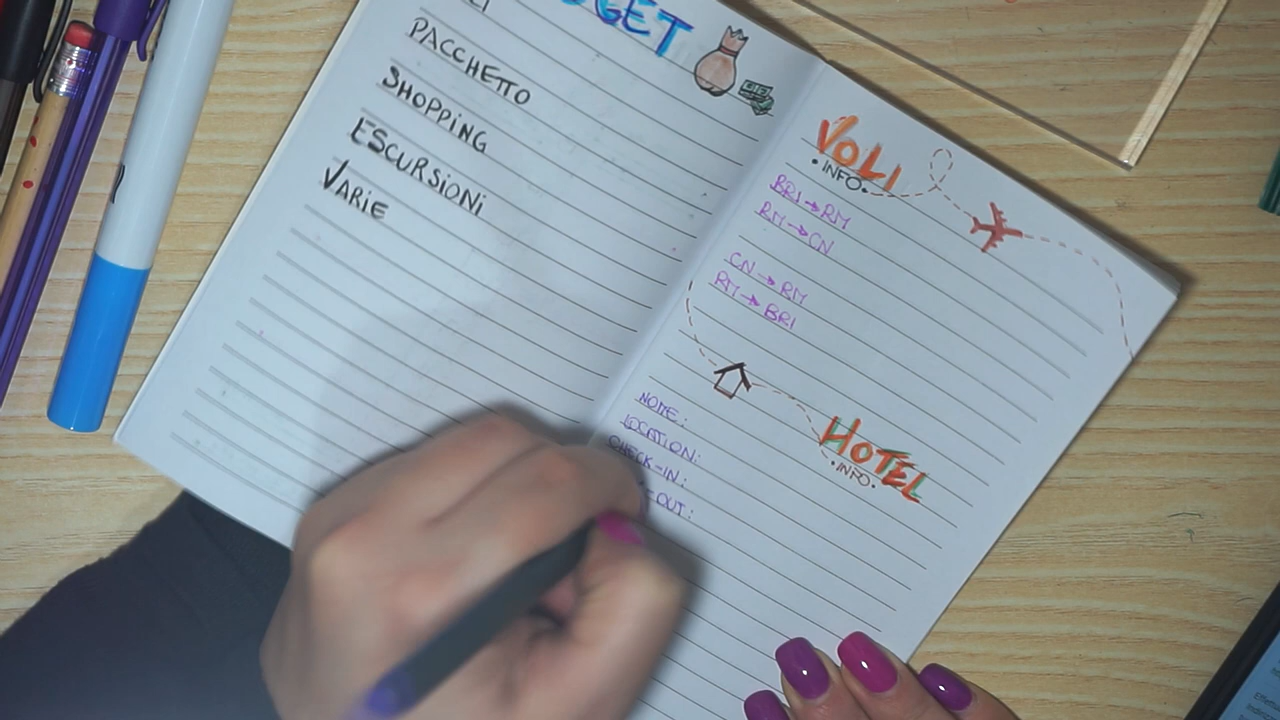 PACCHETTO
SHOPPING
ESCURSIONI
VARIE
VOLI
• INFO •
BRI → RM
RM → CN
CN → RM
RM → BRI
HOTEL
• INFO •
NOME:
LOCATION:
CHECK-IN:
OUT: